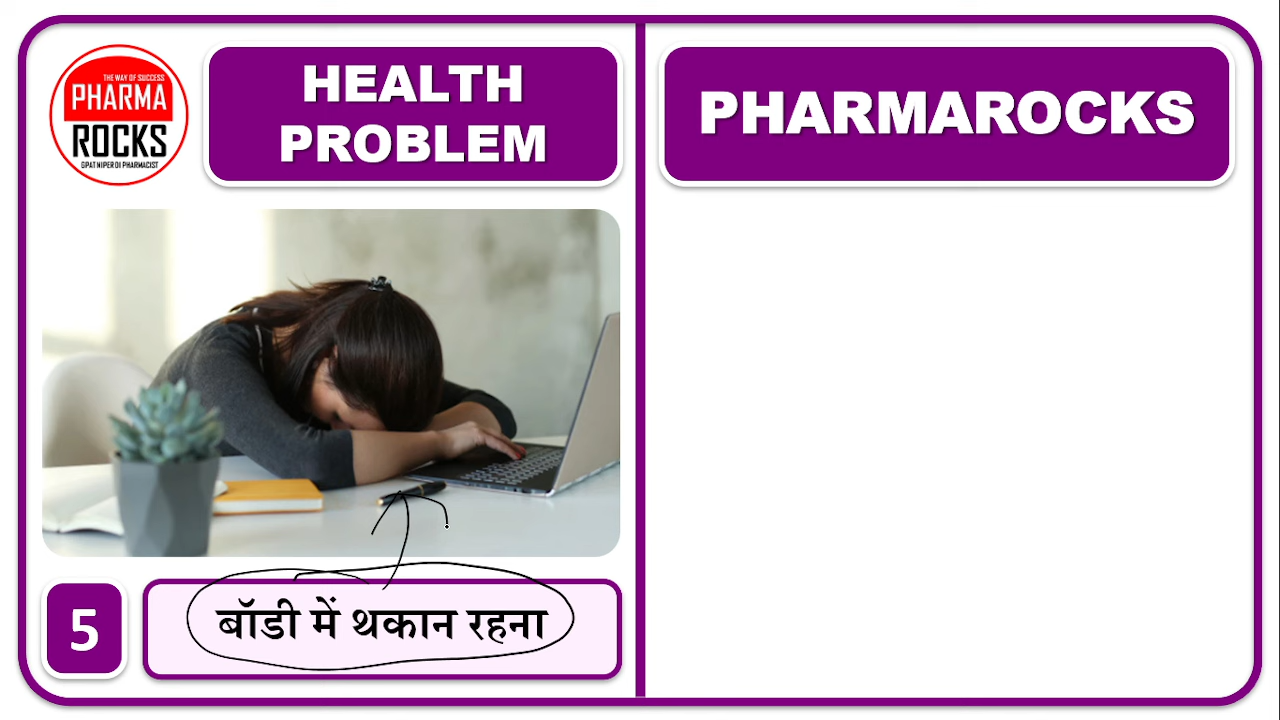 THE WAY OF SUCCESS
PHARMA
ROCKS
GPAT NIPER DI PHARMACIST
HEALTH
PROBLEM
PHARMAROCKS
5
बॉडी में थकान रहना